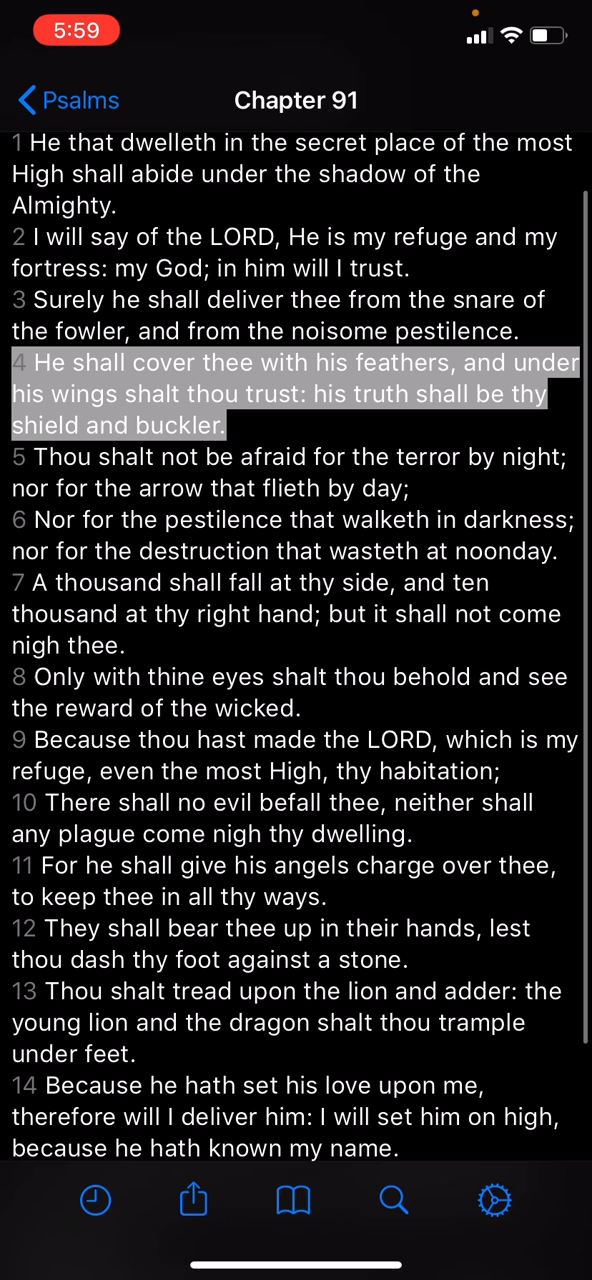 5:59
Psalms
Chapter 91
1 He that dwelleth in the secret place of the most
High shall abide under the shadow of the
Almighty.
2 I will say of the LORD, He is my refuge and my
fortress: my God; in him will I trust.
3 Surely he shall deliver thee from the snare of
the fowler, and from the noisome pestilence.
4 He shall cover thee with his feathers, and under
his wings shalt thou trust: his truth shall be thy
shield and buckler.
5 Thou shalt not be afraid for the terror by night;
nor for the arrow that flieth by day;
6 Nor for the pestilence that walketh in darkness;
nor for the destruction that wasteth at noonday.
7 A thousand shall fall at thy side, and ten
thousand at thy right hand; but it shall not come
nigh thee.
8 Only with thine eyes shalt thou behold and see
the reward of the wicked.
9 Because thou hast made the LORD, which is my
refuge, even the most High, thy habitation;
10 There shall no evil befall thee, neither shall
any plague come nigh thy dwelling.
11 For he shall give his angels charge over thee,
to keep thee in all thy ways.
12 They shall bear thee up in their hands, lest
thou dash thy foot against a stone.
13 Thou shalt tread upon the lion and adder: the
young lion and the dragon shalt thou trample
under feet.
14 Because he hath set his love upon me,
therefore will I deliver him: I will set him on high,
because he hath known my name.